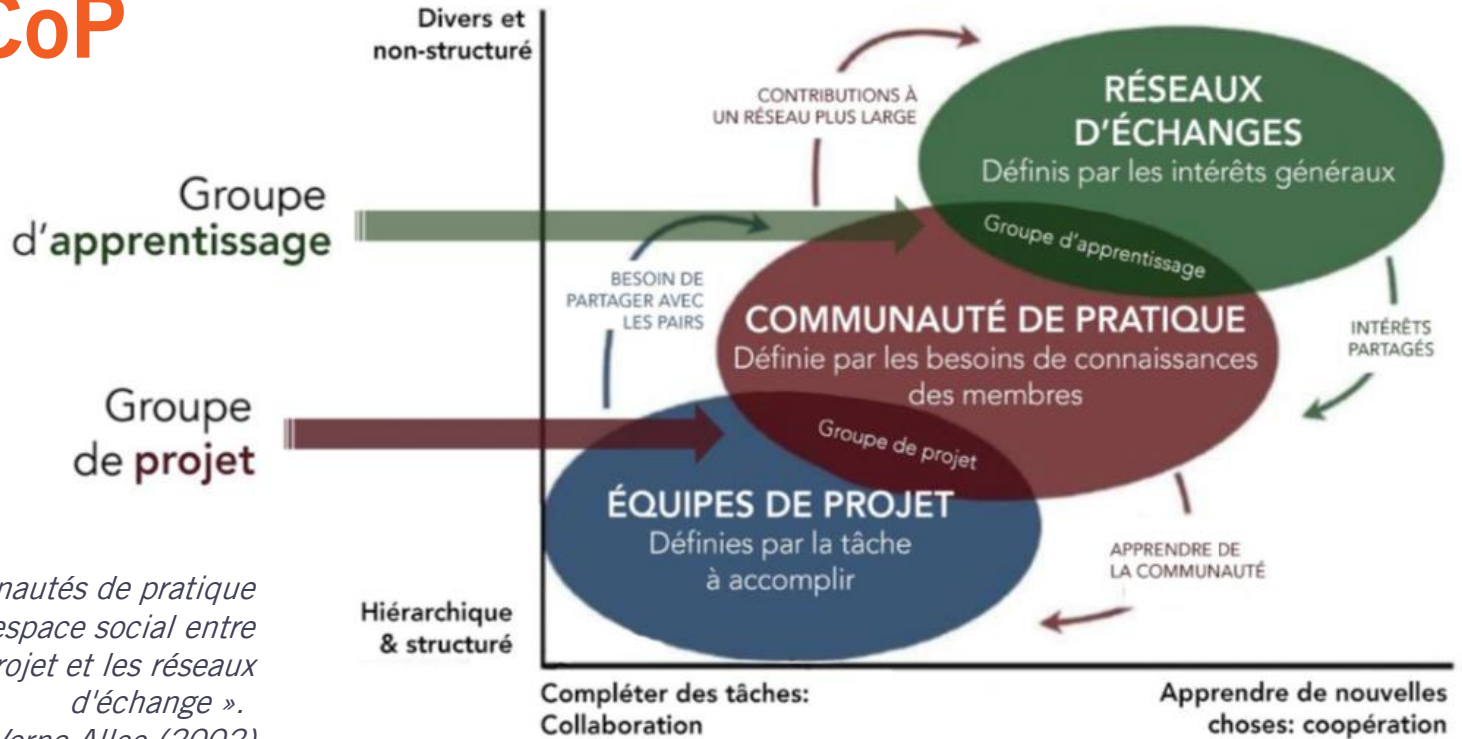 CoP
Divers et
non-structuré
CONTRIBUTIONS À
UN RÉSEAU PLUS LARGE
RÉSEAUX
D'ÉCHANGES
Définis par les intérêts généraux
Groupe
d'apprentissage
Groupe d'apprentissage
BESOIN DE
PARTAGER AVEC
LES PAIRS
COMMUNAUTÉ DE PRATIQUE
Définie par les besoins de connaissances
des membres
INTÉRÊTS
PARTAGÉS
Groupe
de projet
Groupe de projet
ÉQUIPES DE PROJET
Définies par la tâche
à accomplir
APPRENDRE DE
LA COMMUNAUTÉ
de pratique
espace social entre
et les réseaux
d'échange ».
Allee (2002)
Hiérarchique
& structuré
Compléter des tâches:
Collaboration
Apprendre de nouvelles
choses: coopération